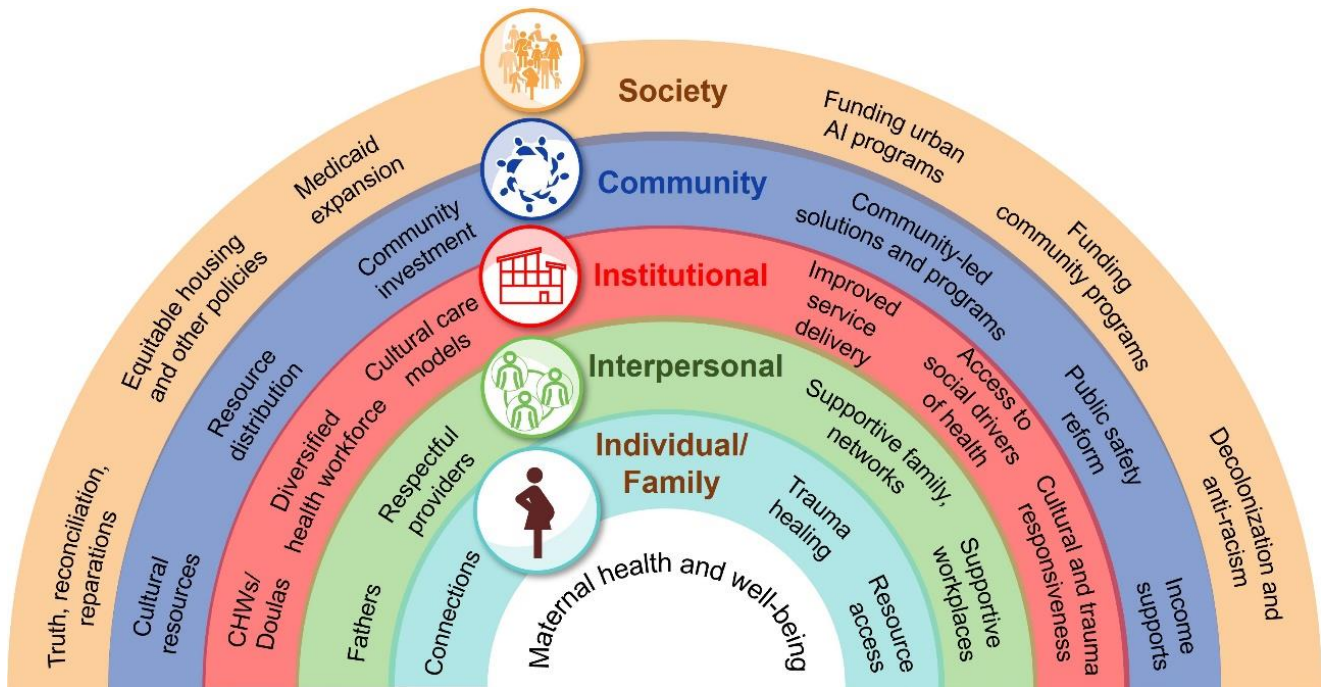 Society
Truth, reconciliation,
reparations
Equitable housing
and other policies
Medicaid
expansion
Funding urban
AI programs
Funding
community programs
Decolonization and
anti-racism
Community
Cultural
resources
Resource
distribution
Community
investment
Community-led
solutions and programs
Public safety
reform
Income
supports
Institutional
CHWs/
Doulas
Diversified
health workforce
Cultural care
models
Improved
service
delivery
Access to
social drivers
of health
Cultural and trauma
responsiveness
Interpersonal
Fathers
Respectful
providers
Supportive family,
networks
Supportive
workplaces
Individual/
Family
Connections
Trauma
healing
Resource
access
Maternal health and well-being